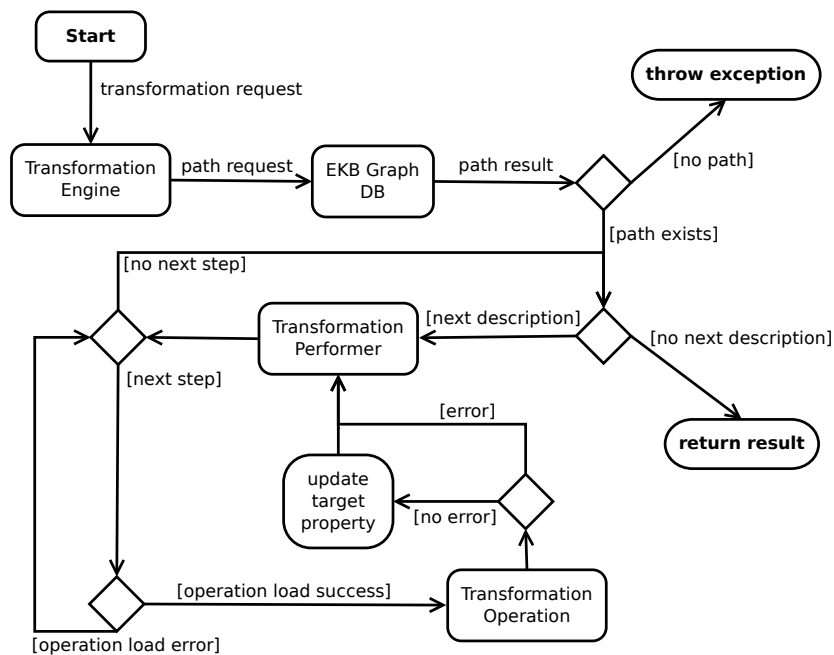 Start
transformation request
throw exception
Transformation
Engine
path request
EKB Graph
DB
path result
[no path]
[path exists]
[no next step]
Transformation
Performer
[next description]
[no next description]
[next step]
[error]
return result
update
target
property
[no error]
[operation load success]
Transformation
Operation
[operation load error]